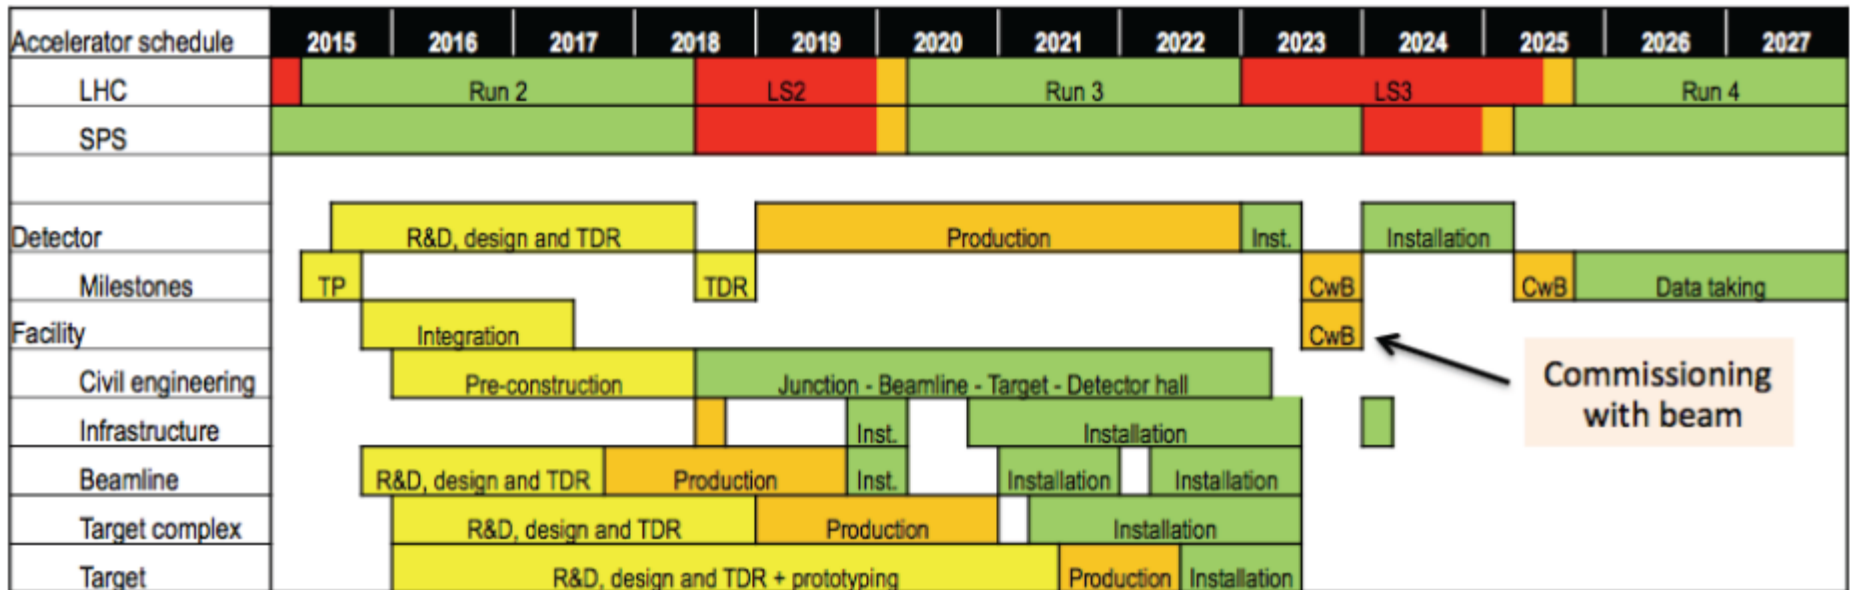 Accelerator schedule 2015 2016 2017 2018 2019 2020 2021 2022 2023 2024 2025 2026 2027
LHC Run 2 LS2 Run 3 LS3 Run 4
SPS
Detector R&D, design and TDR Production Inst. Installation
Milestones TP TDR CwB CwB Data taking
Facility Integration CwB
Civil engineering Pre-construction Junction - Beamline - Target - Detector hall
Commissioning
with beam
Infrastructure Inst. Installation
Beamline R&D, design and TDR Production Inst. Installation Installation
Target complex R&D, design and TDR Production Installation
Target R&D, design and TDR + prototyping Production Installation